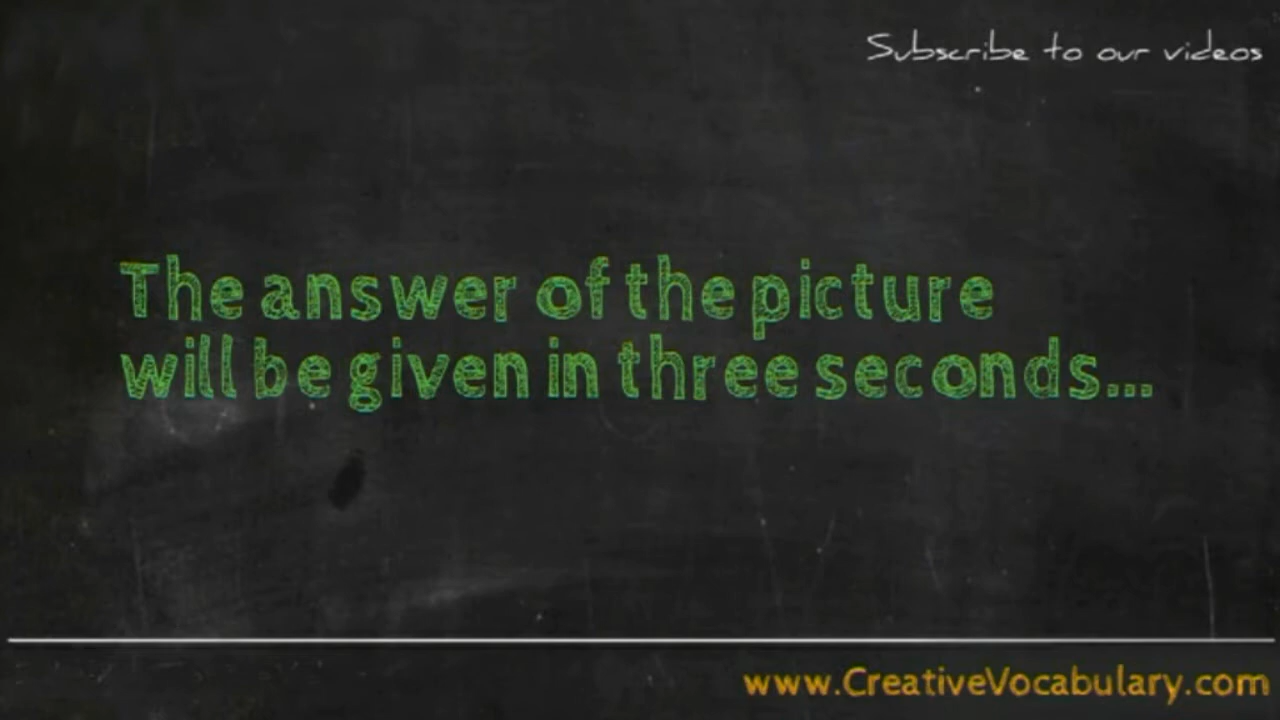 Subscribe to our videos
The answer of the picture
will be given in three seconds...
www.CreativeVocabulary.com